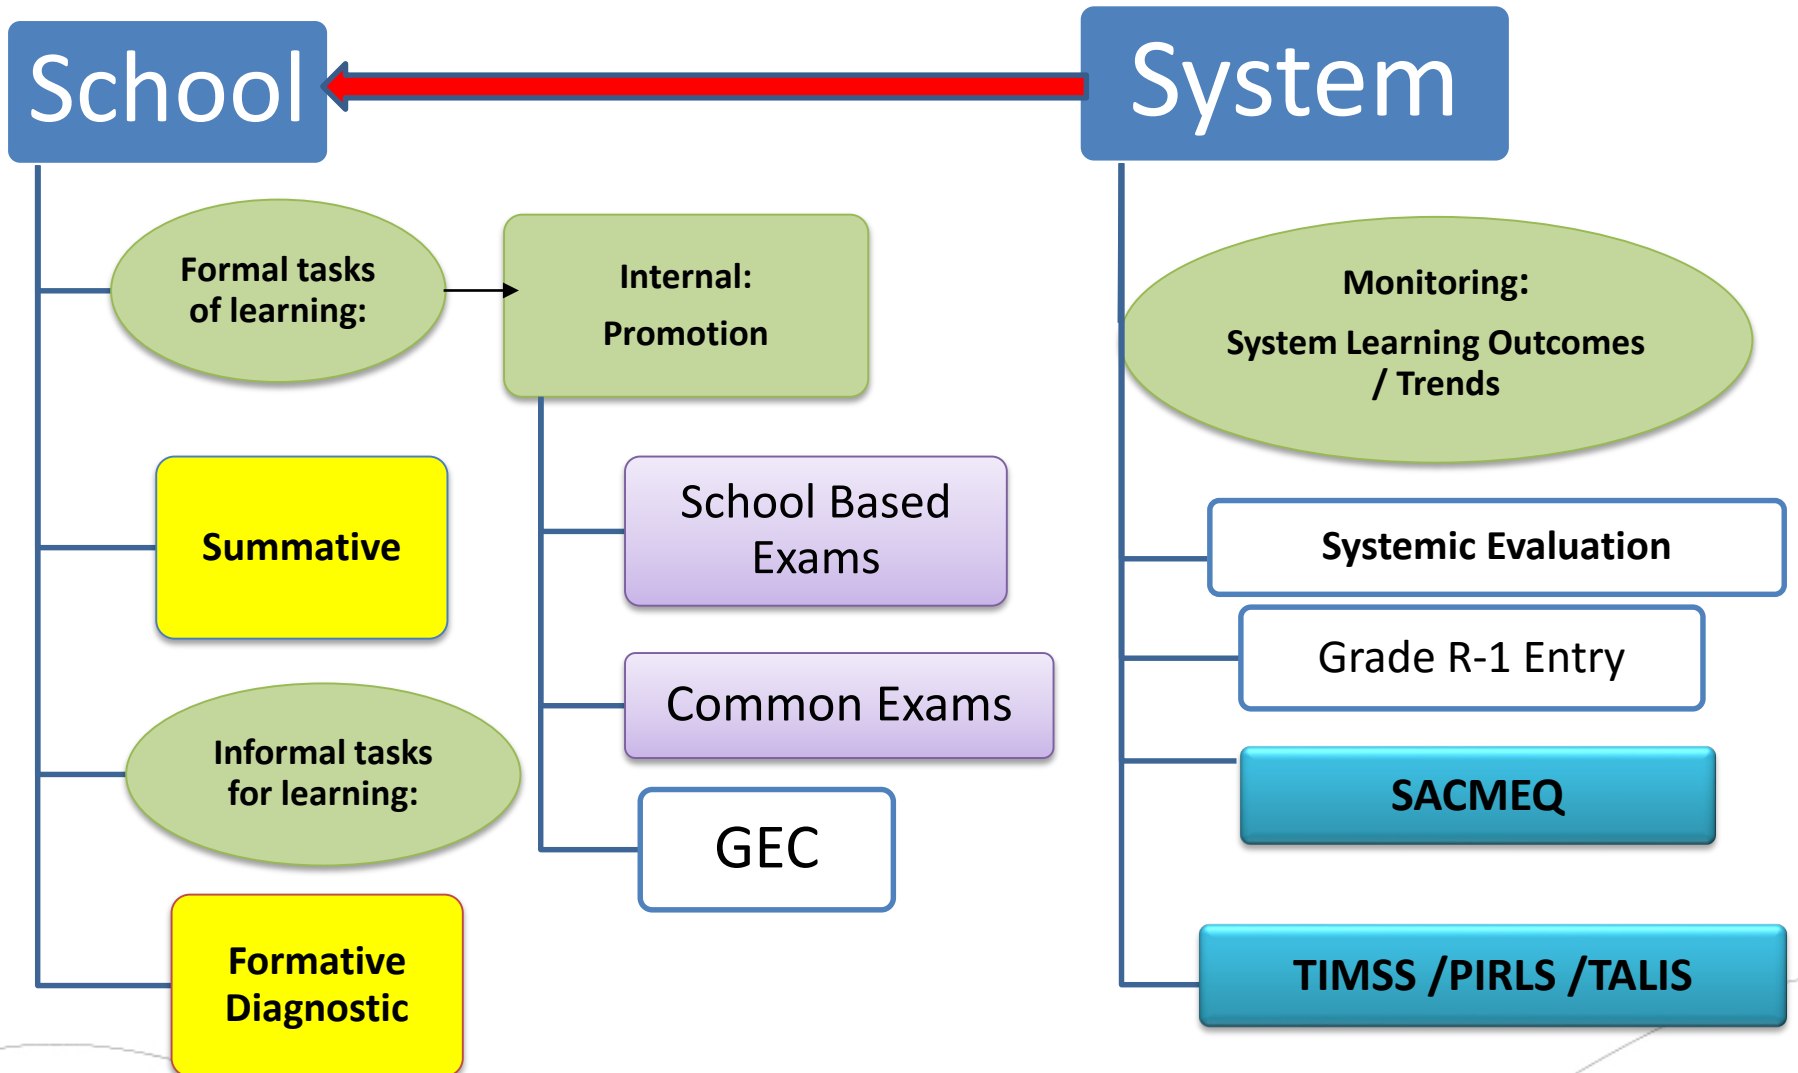 School
System
Formal tasks
of learning:
Internal:
Promotion
Monitoring:
System Learning Outcomes
/ Trends
Summative
School Based
Exams
Systemic Evaluation
Grade R-1 Entry
Common Exams
Informal tasks
for learning:
SACMEQ
GEC
Formative
Diagnostic
TIMSS /PIRLS /TALIS